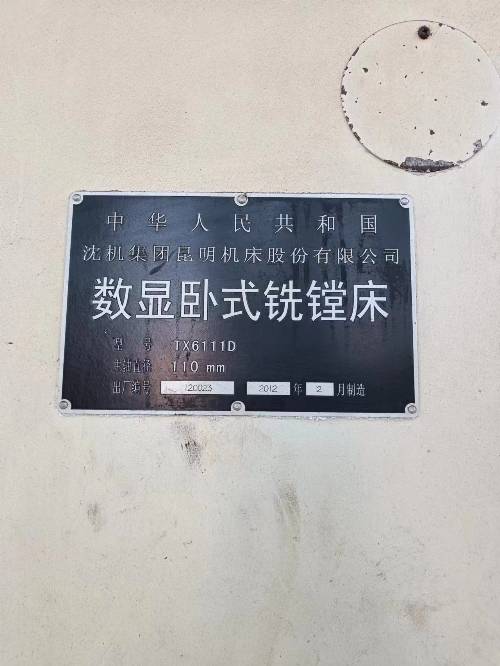 中华人民共和国
沈机集团昆明机床股份有限公司
数显卧式铣镗床
型号 TX6111D
主轴直径 110 mm
出厂编号 120023 2012 年 2 月制造